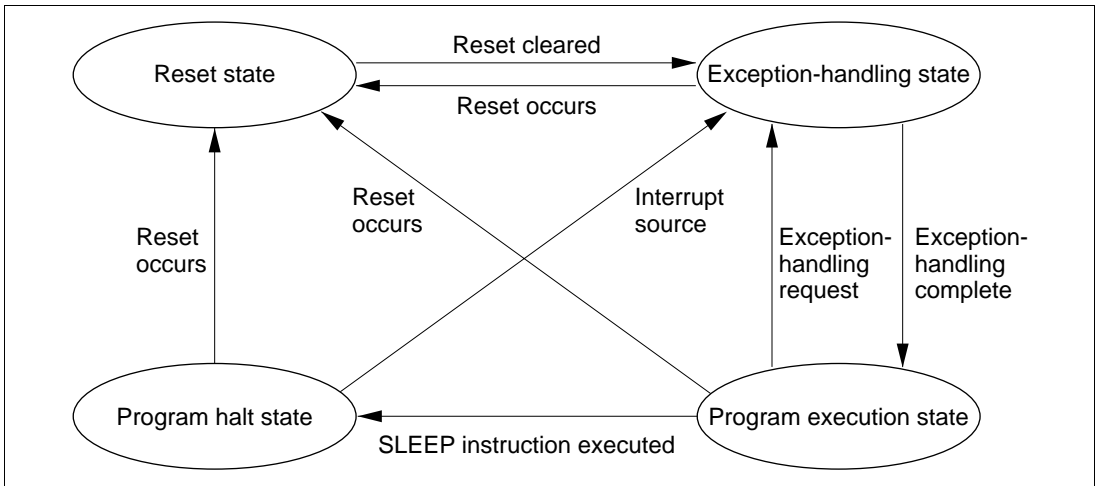 Reset cleared
Reset state
Exception-handling state
Reset occurs
Reset
occurs
Interrupt
source
Reset
occurs
Exception-
handling
request
Exception-
handling
complete
Program halt state
Program execution state
SLEEP instruction executed